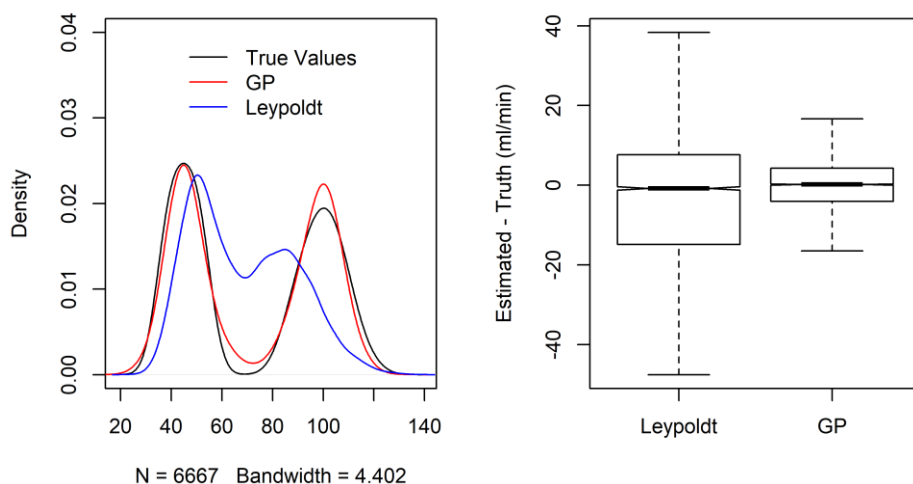 0.04
0.03
0.02
0.01
0.00
Density
True Values
GP
Leypoldt
20 40 60 80 100 140
N = 6667 Bandwidth = 4.402
40
20
0
-20
-40
Estimated - Truth (ml/min)
Leypoldt GP